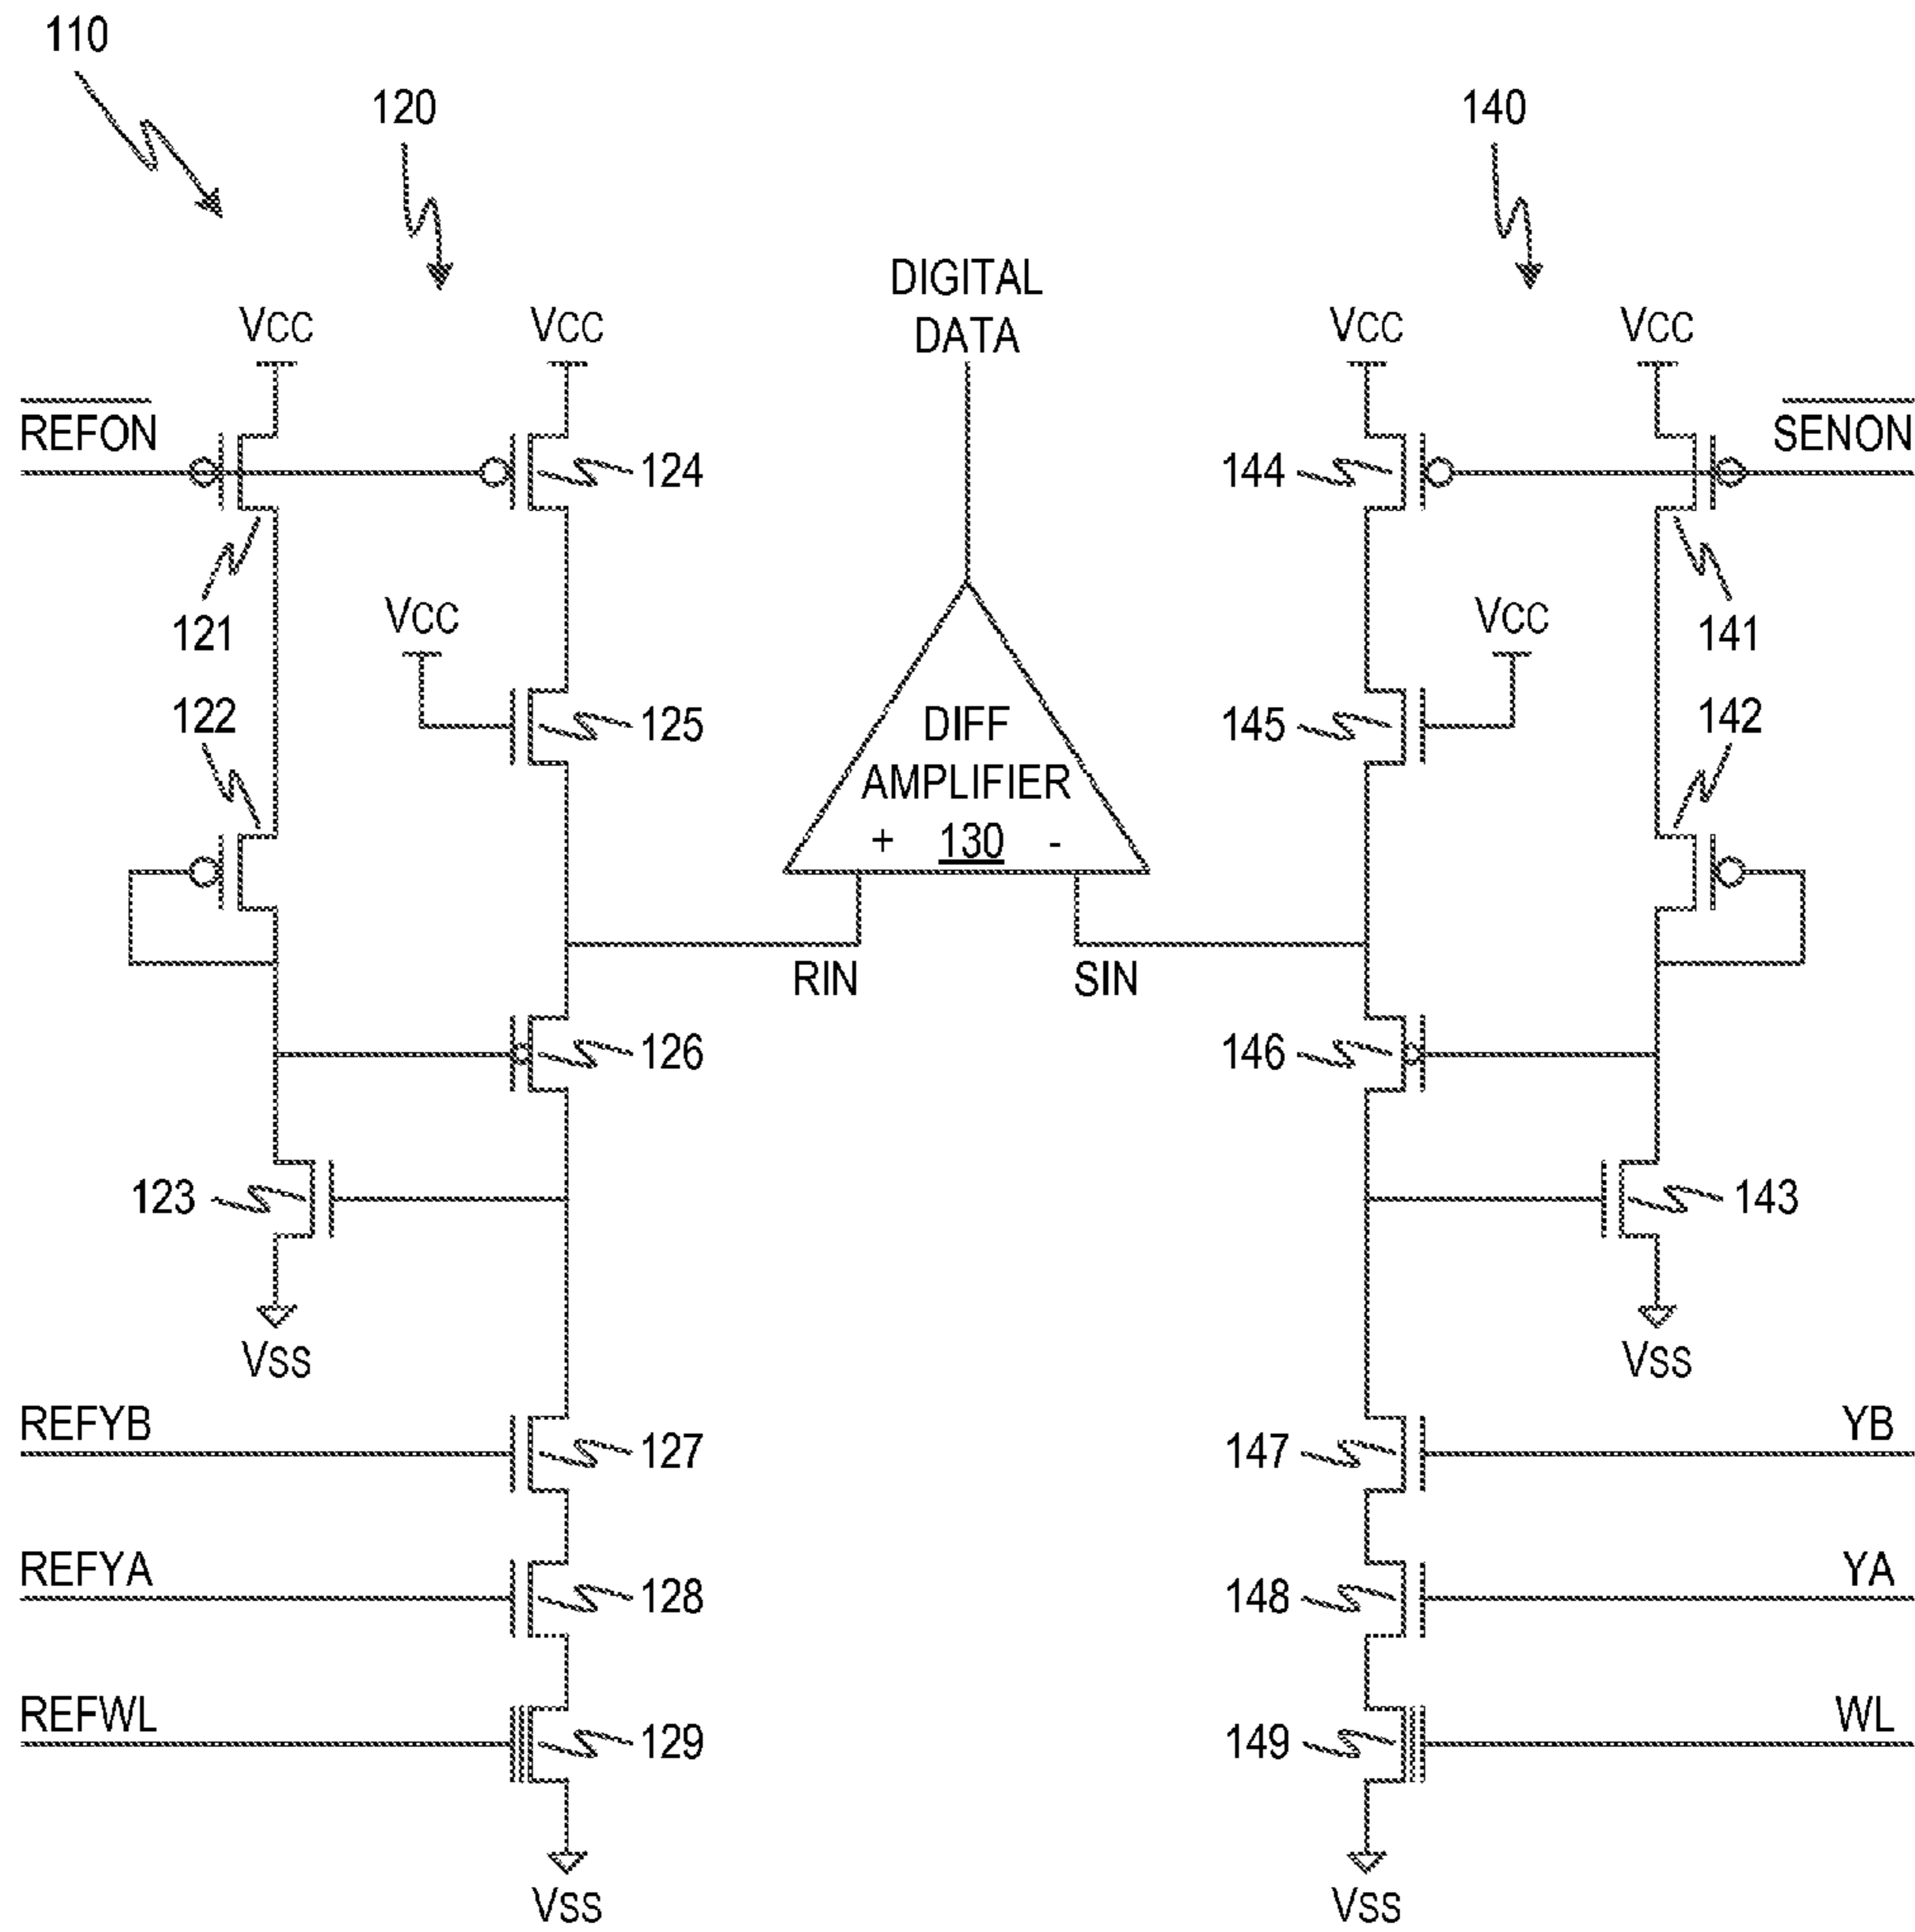 110
120
140
DIGITAL
DATA
VCC
VCC
VCC
VCC
REFON
SENON
124
144
121
141
VCC
VCC
122
142
125
145
DIFF
AMPLIFIER
+ 130 -
RIN
SIN
126
146
123
143
VSS
VSS
REFYB
YB
127
147
REFYA
YA
128
148
REFWL
WL
129
149
VSS
VSS